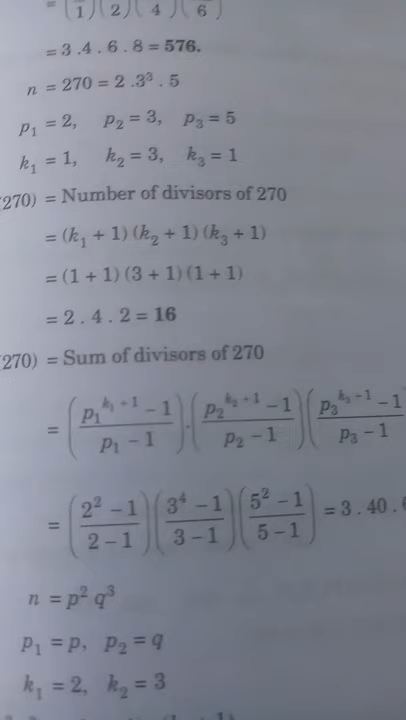 = (1)(2)(4)(6)
= 3 . 4 . 6 . 8 = 576.
n = 270 = 2 . 3³ . 5
p₁ = 2, p₂ = 3, p₃ = 5
k₁ = 1, k₂ = 3, k₃ = 1
(270) = Number of divisors of 270
= (k₁ + 1) (k₂ + 1) (k₃ + 1)
= (1 + 1) (3 + 1) (1 + 1)
= 2 . 4 . 2 = 16
(270) = Sum of divisors of 270
= ((p₁^(k₁ + 1) − 1)/(p₁ − 1)) . ((p₂^(k₂ + 1) − 1)/(p₂ − 1)) ((p₃^(k₃ − 1) − 1)/(p₃ − 1))
= ((2² − 1)/(2 − 1)) ((3⁴ − 1)/(3 − 1)) ((5² − 1)/(5 − 1)) = 3 . 40 .
n = p² q³
p₁ = p, p₂ = q
k₁ = 2, k₂ = 3